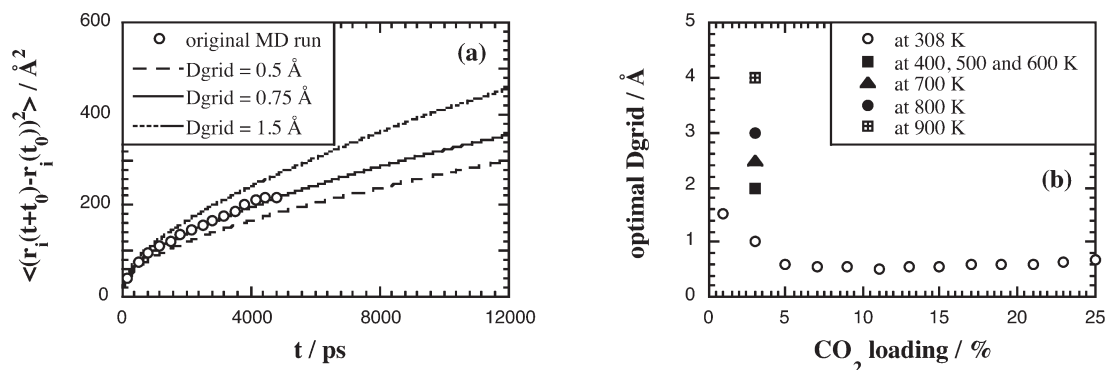 600
400
200
0
<(r_i(t+t_0)-r_i(t_0))^2> / Å^2
original MD run
Dgrid = 0.5 Å
Dgrid = 0.75 Å
Dgrid = 1.5 Å
(a)
0 4000 8000 12000
t / ps
5
4
3
2
1
0
optimal Dgrid / Å
at 308 K
at 400, 500 and 600 K
at 700 K
at 800 K
at 900 K
(b)
0 5 10 15 20 25
CO_2 loading / %